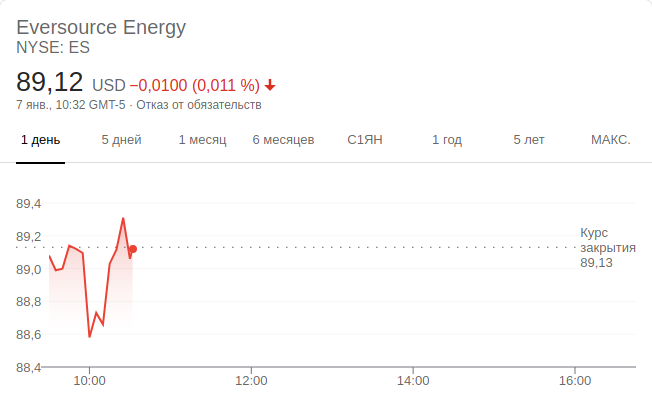 Eversource Energy
NYSE: ES
89,12 USD −0,0100 (0,011 %)
7 янв., 10:32 GMT-5 · Отказ от обязательств
1 день 5 дней 1 месяц 6 месяцев С1ЯН 1 год 5 лет МАКС.
89,4
89,2
89,0
88,8
88,6
88,4
Курс
закрытия
89,13
10:00 12:00 14:00 16:00